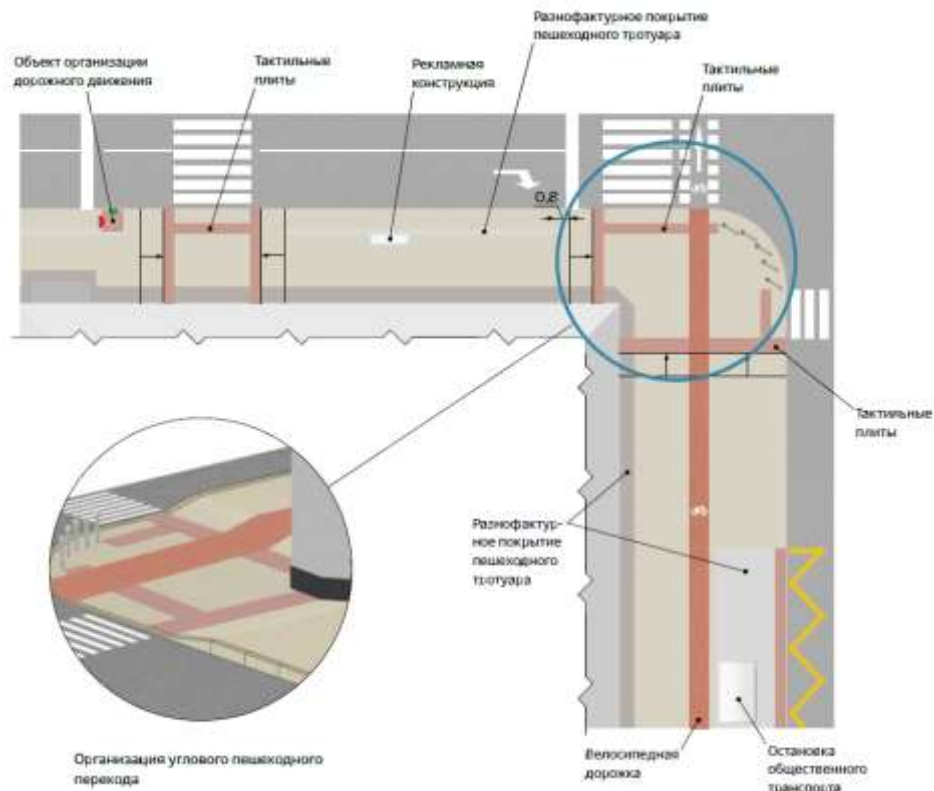 Разнофактурное покрытие
пешеходного тротуара
Объект организации
дорожного движения
Тактильные
плиты
Рекламная
конструкция
Тактильные
плиты
0,8
Тактильные
плиты
Разнофактур-
ное покрытие
пешеходного
тротуара
Организация углового пешеходного
перехода
Велосипедная
дорожка
Остановка
общественного
транспорта